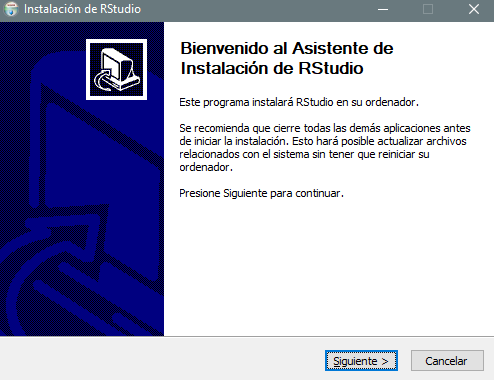 Instalación de RStudio
Bienvenido al Asistente de
Instalación de RStudio
Este programa instalará RStudio en su ordenador.
Se recomienda que cierre todas las demás aplicaciones antes
de iniciar la instalación. Esto hará posible actualizar archivos
relacionados con el sistema sin tener que reiniciar su
ordenador.
Presione Siguiente para continuar.
Siguiente >
Cancelar